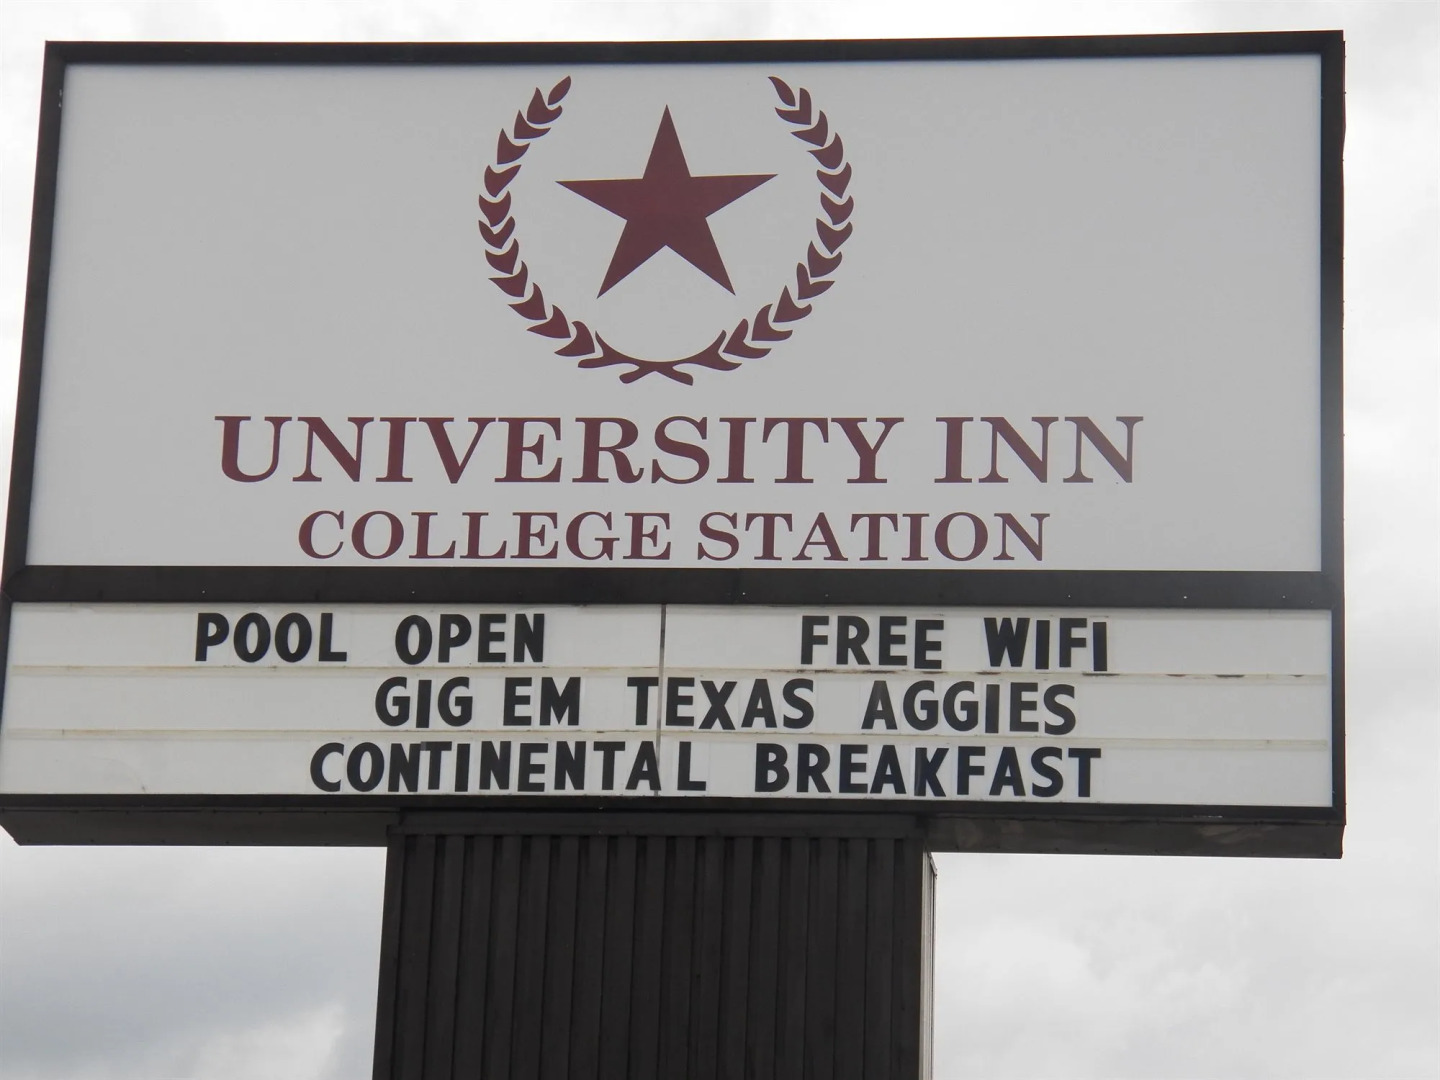 UNIVERSITY INN
COLLEGE STATION
POOL OPEN FREE WIFI
GIG EM TEXAS AGGIES
CONTINENTAL BREAKFAST